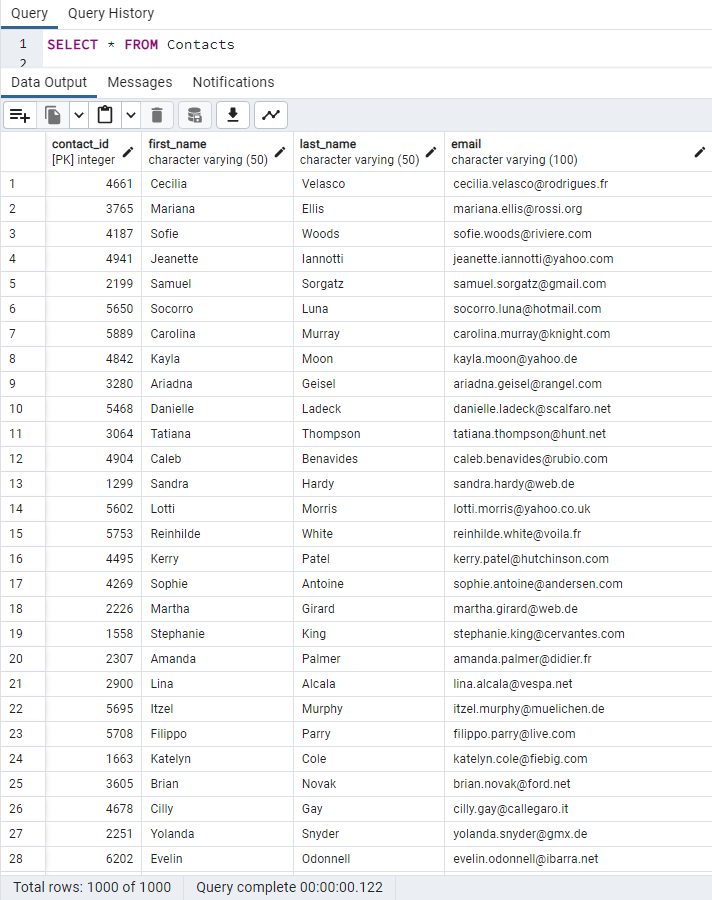 Query Query History
1 SELECT * FROM Contacts
2
Data Output Messages Notifications
contact_id first_name last_name email
[PK] integer character varying (50) character varying (50) character varying (100)
1 4661 Cecilia Velasco cecilia.velasco@rodrigues.fr
2 3765 Mariana Ellis mariana.ellis@rossi.org
3 4187 Sofie Woods sofie.woods@riviere.com
4 4941 Jeanette Iannotti jeanette.iannotti@yahoo.com
5 2199 Samuel Sorgatz samuel.sorgatz@gmail.com
6 5650 Socorro Luna socorro.luna@hotmail.com
7 5889 Carolina Murray carolina.murray@knight.com
8 4842 Kayla Moon kayla.moon@yahoo.de
9 3280 Ariadna Geisel ariadna.geisel@rangel.com
10 5468 Danielle Ladeck danielle.ladeck@scalfaro.net
11 3064 Tatiana Thompson tatiana.thompson@hunt.net
12 4904 Caleb Benavides caleb.benavides@rubio.com
13 1299 Sandra Hardy sandra.hardy@web.de
14 5602 Lotti Morris lotti.morris@yahoo.co.uk
15 5753 Reinhilde White reinhilde.white@voila.fr
16 4495 Kerry Patel kerry.patel@hutchinson.com
17 4269 Sophie Antoine sophie.antoine@andersen.com
18 2226 Martha Girard martha.girard@web.de
19 1558 Stephanie King stephanie.king@cervantes.com
20 2307 Amanda Palmer amanda.palmer@didier.fr
21 2900 Lina Alcala lina.alcala@vespa.net
22 5695 Itzel Murphy itzel.murphy@muelichen.de
23 5708 Filippo Parry filippo.parry@live.com
24 1663 Katelyn Cole katelyn.cole@fiebig.com
25 3605 Brian Novak brian.novak@ford.net
26 4678 Cilly Gay cilly.gay@callegaro.it
27 2251 Yolanda Snyder yolanda.snyder@gmx.de
28 6202 Evelin Odonnell evelin.odonnell@ibarra.net
Total rows: 1000 of 1000 Query complete 00:00:00.122